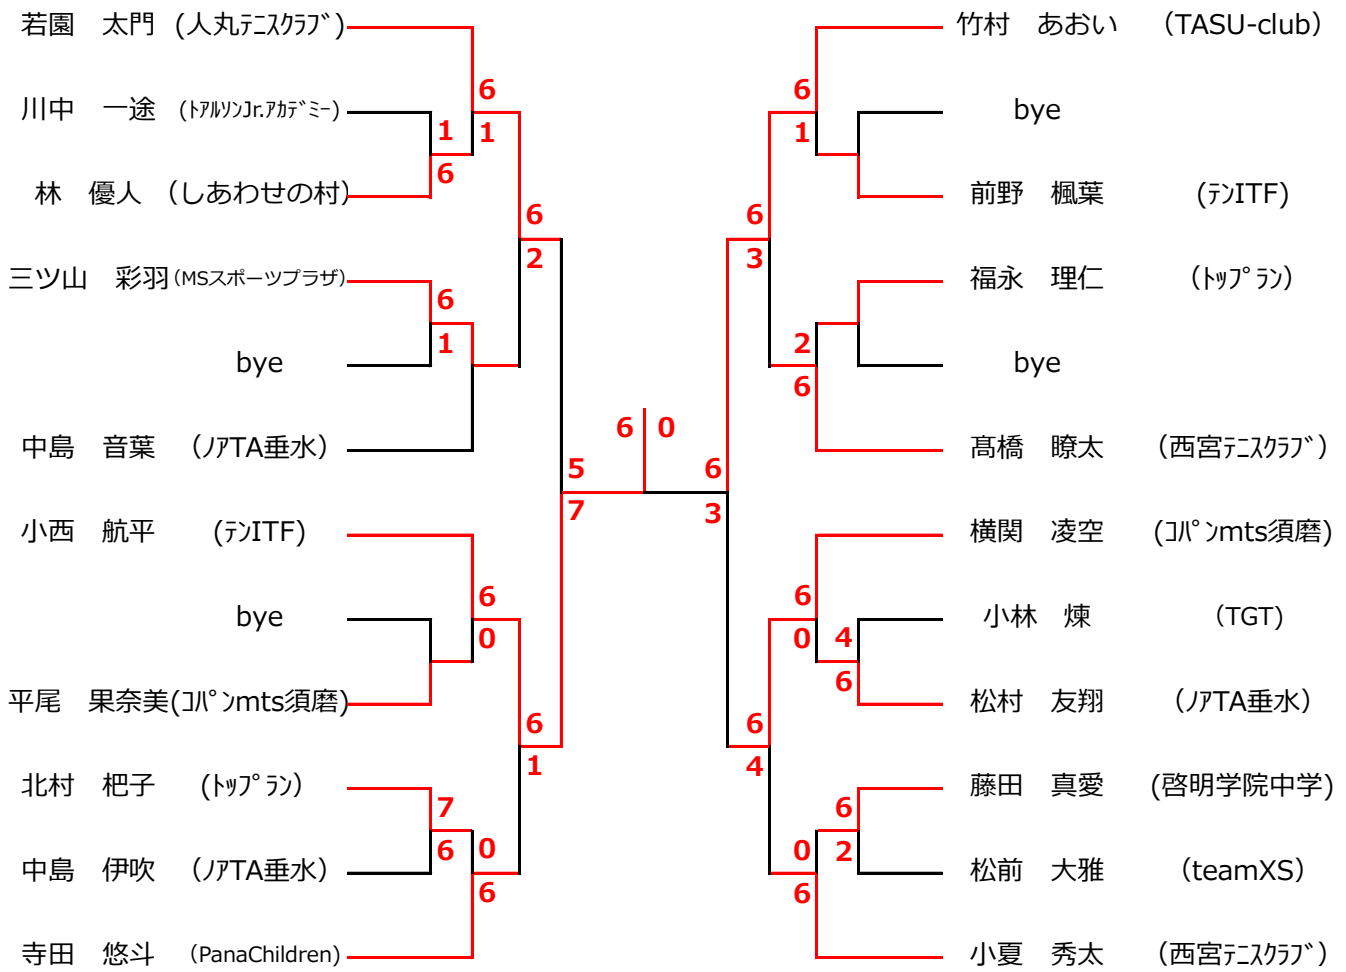 若園　太門 (人丸ﾃﾆｽｸﾗﾌﾞ)
川中　一途 (ﾄｱﾙｿﾝJr.ｱｶﾃﾞﾐｰ)
林　優人 （しあわせの村）
三ツ山　彩羽（MSスポーツプラザ）
bye
中島　音葉 （ﾉｱTA垂水）
小西　航平 (ﾃﾝITF)
bye
平尾　果奈美(ｺﾊﾟﾝmts須磨)
北村　杷子 (ﾄｯﾌﾟﾗﾝ)
中島　伊吹 （ﾉｱTA垂水）
寺田　悠斗 （PanaChildren）
1
6
6
1
7
6
6
1
6
0
0
6
6
2
6
1
5
7
6 0
6
3
6
3
6
4
6
1
2
6
6
0
0
6
4
6
6
2
竹村　あおい （TASU-club）
bye
前野　楓葉 (ﾃﾝITF)
福永　理仁 （ﾄｯﾌﾟﾗﾝ）
bye
髙橋　瞭太 （西宮ﾃﾆｽｸﾗﾌﾞ）
横関　凌空 (ｺﾊﾟﾝmts須磨)
小林　煉 （TGT）
松村　友翔 （ﾉｱTA垂水）
藤田　真愛 (啓明学院中学)
松前　大雅 （teamXS）
小夏　秀太 （西宮ﾃﾆｽｸﾗﾌﾞ）